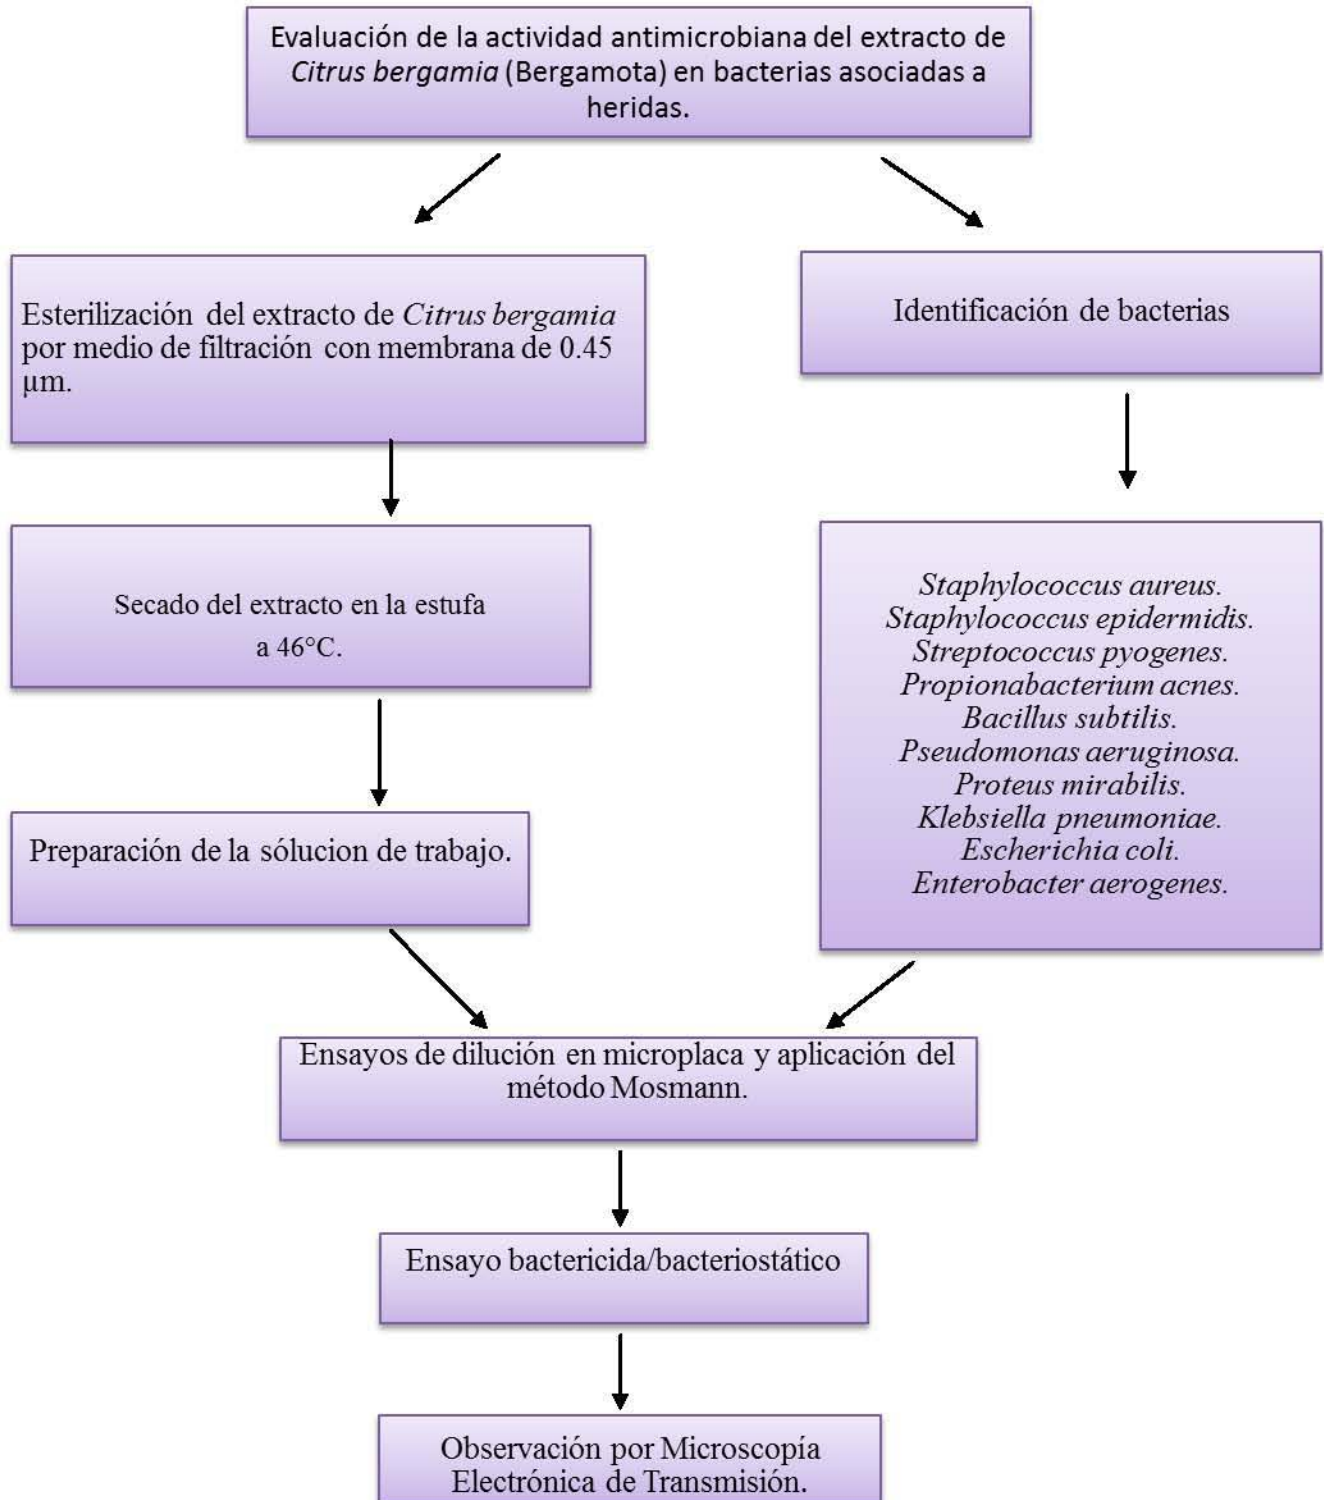 Evaluación de la actividad antimicrobiana del extracto de
Citrus bergamia (Bergamota) en bacterias asociadas a
heridas.
Esterilización del extracto de Citrus bergamia
por medio de filtración con membrana de 0.45
µm.
Identificación de bacterias
Secado del extracto en la estufa
a 46°C.
Staphylococcus aureus.
Staphylococcus epidermidis.
Streptococcus pyogenes.
Propionabacterium acnes.
Bacillus subtilis.
Pseudomonas aeruginosa.
Proteus mirabilis.
Klebsiella pneumoniae.
Escherichia coli.
Enterobacter aerogenes.
Preparación de la sólucion de trabajo.
Ensayos de dilución en microplaca y aplicación del
método Mosmann.
Ensayo bactericida/bacteriostático
Observación por Microscopía
Electrónica de Transmisión.